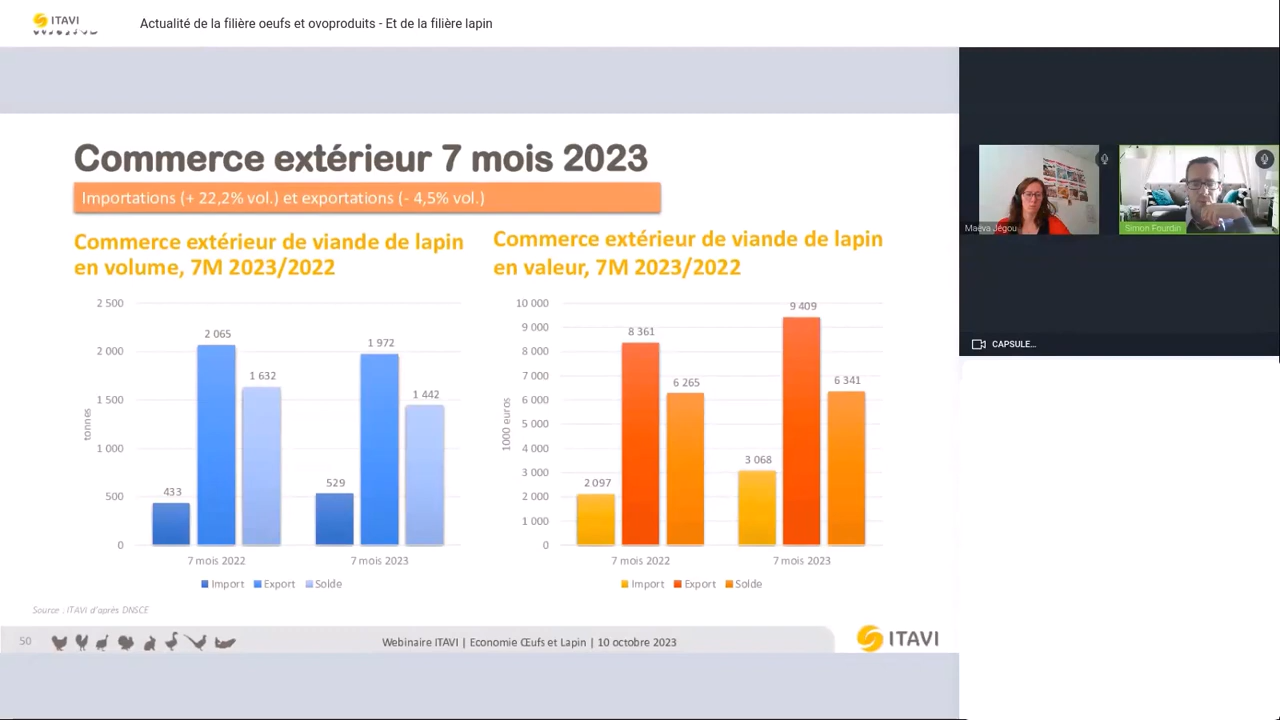 ITAVI
Actualité de la filière oeufs et ovoproduits - Et de la filière lapin
Commerce extérieur 7 mois 2023
Importations (+ 22,2% vol.) et exportations (- 4,5% vol.)
Commerce extérieur de viande de lapin
en volume, 7M 2023/2022
2 500
2 000
1 500
1 000
500
0
tonnes
433
2 065
1 632
529
1 972
1 442
7 mois 2022
7 mois 2023
Import
Export
Solde
Commerce extérieur de viande de lapin
en valeur, 7M 2023/2022
10 000
9 000
8 000
7 000
6 000
5 000
4 000
3 000
2 000
1 000
0
1000 euros
2 097
8 361
6 265
3 068
9 409
6 341
7 mois 2022
7 mois 2023
Import
Export
Solde
Source : ITAVI d'après DNSCE
50
Webinaire ITAVI | Economie Œufs et Lapin | 10 octobre 2023
ITAVI
Maëva Jégou
Simon Fourdin
CAPSULE...